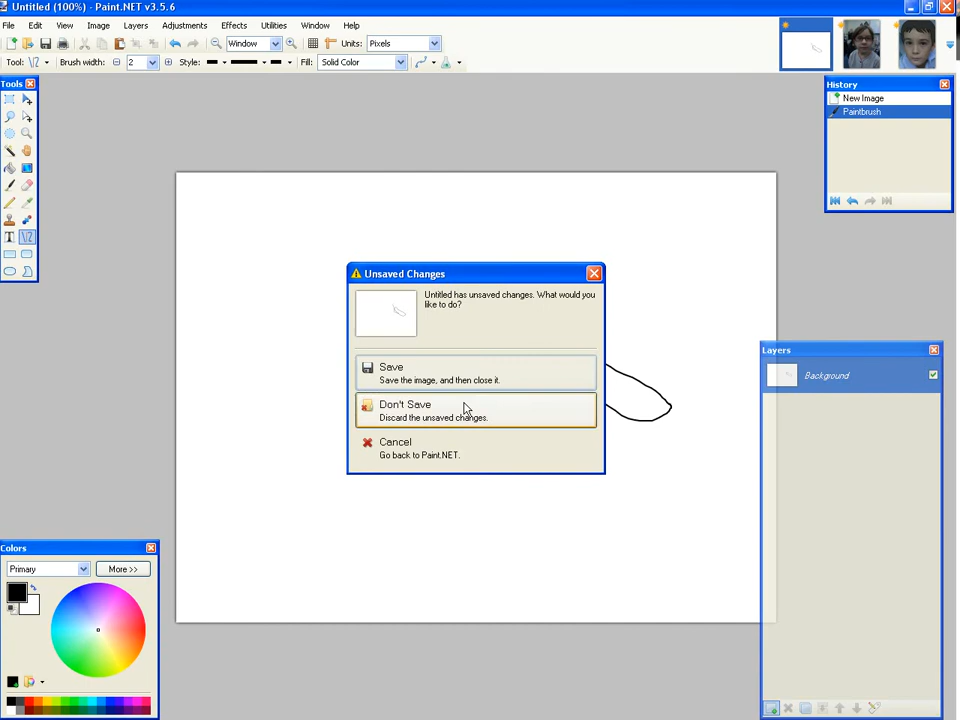 Untitled (100%) - Paint.NET v3.5.6
File Edit View Image Layers Adjustments Effects Utilities Window Help
Window Units: Pixels
Tool: Brush width: 2 Style: Fill: Solid Color
Tools
History
New Image
Paintbrush
Unsaved Changes
Untitled has unsaved changes. What would you
like to do?
Save
Save the image, and then close it.
Don't Save
Discard the unsaved changes.
Cancel
Go back to Paint.NET.
Layers
Background
Colors
Primary More >>